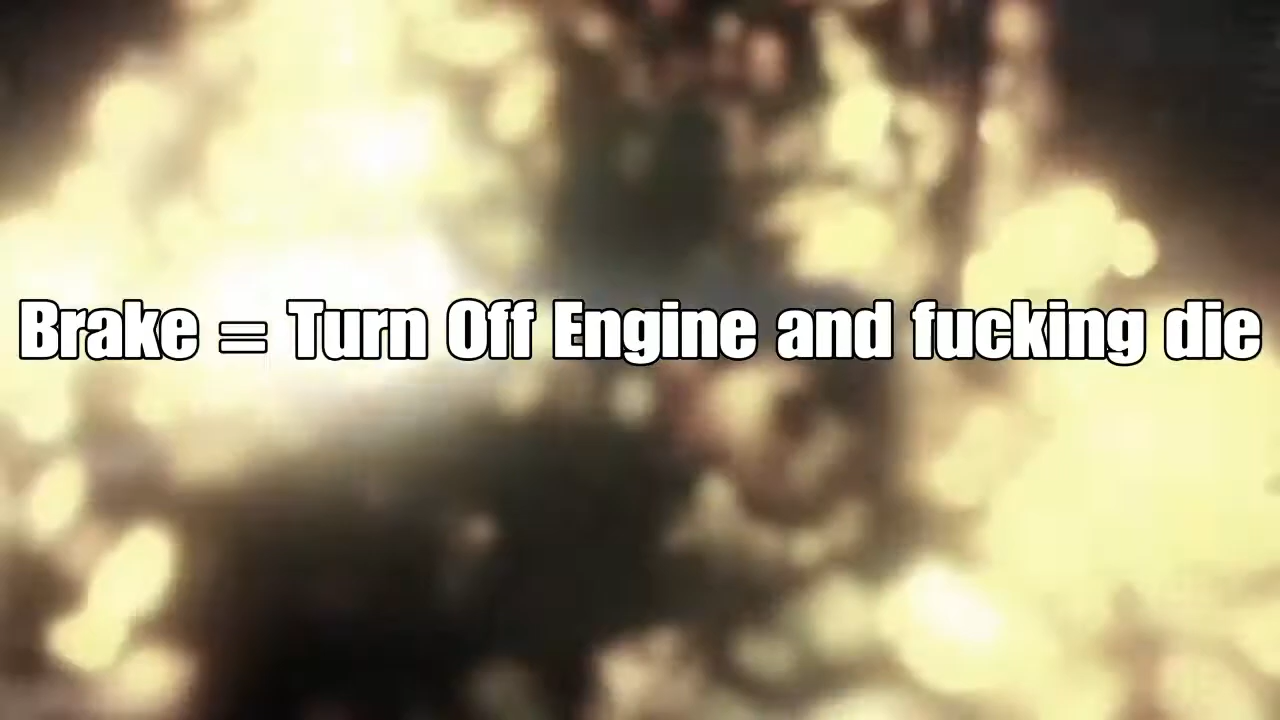 Brake = Turn Off Engine and fucking die